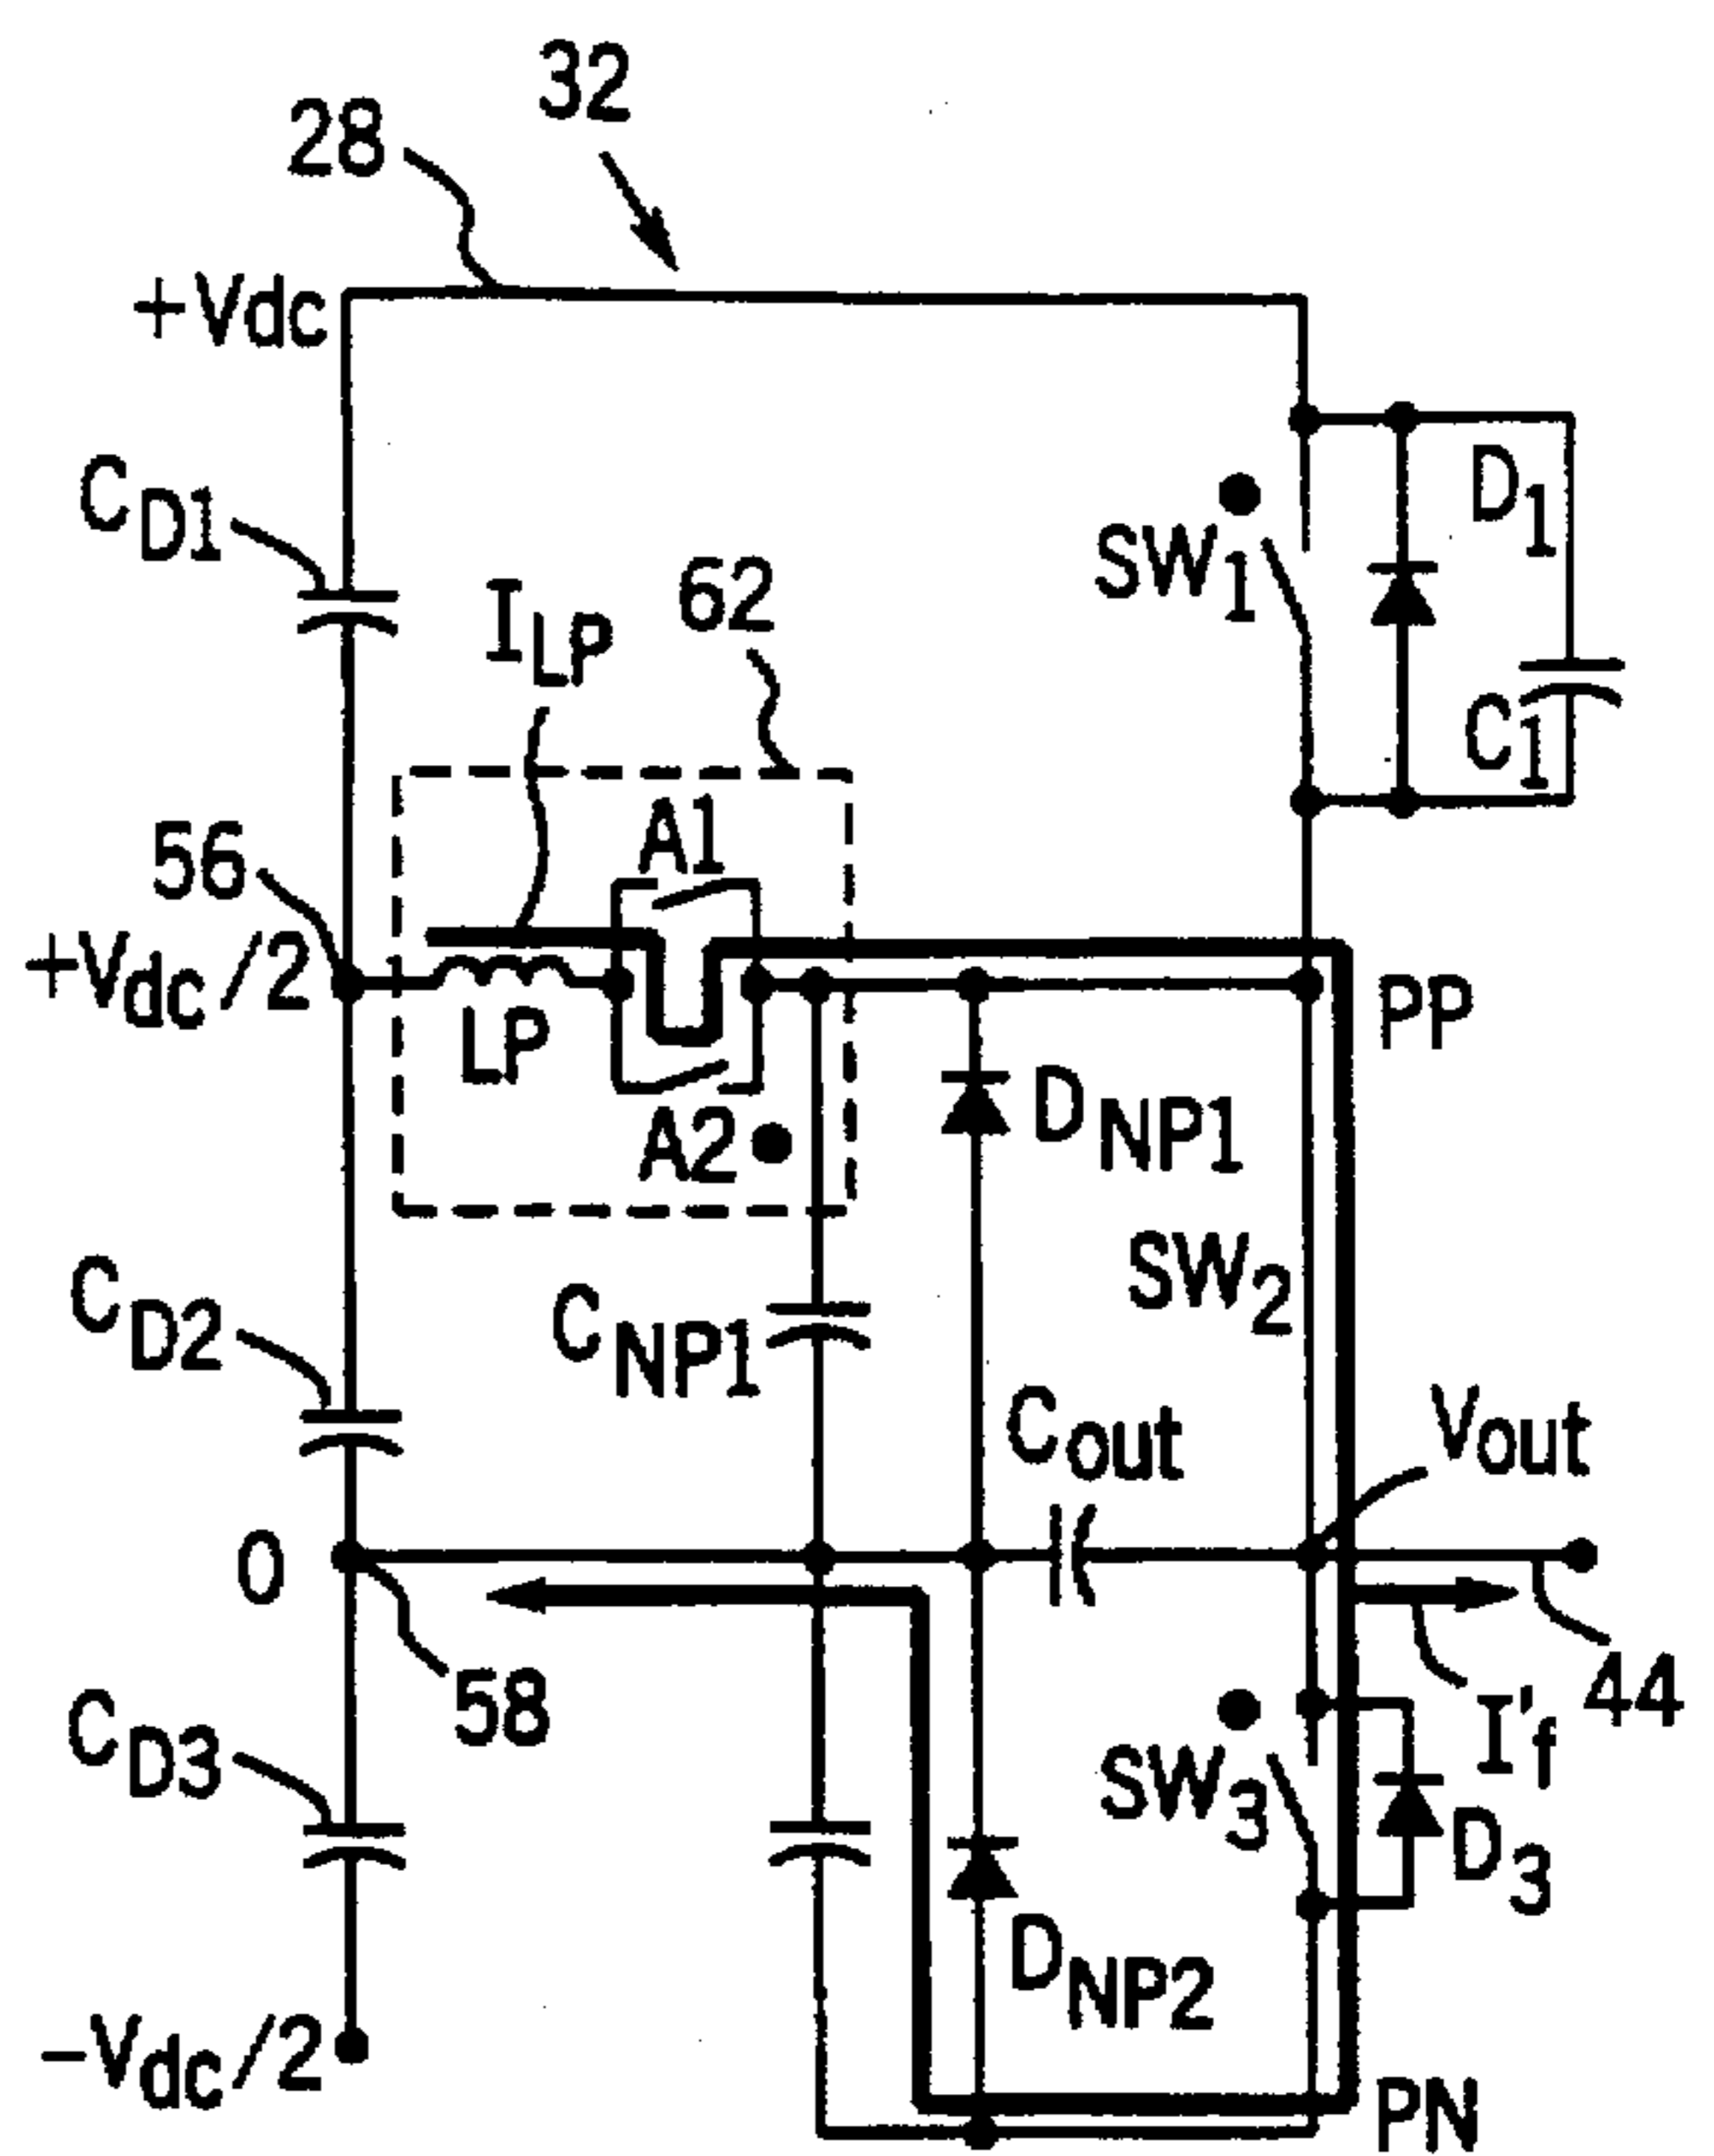 32
28
+Vdc
CD1
D1
SW1
62
ILP
C1
A1
56
+Vdc/2
PP
LP
DNP1
A2
SW2
CD2
CNP1
Cout
Vout
0
58
44
I'f
CD3
SW3
D3
DNP2
-Vdc/2
PN